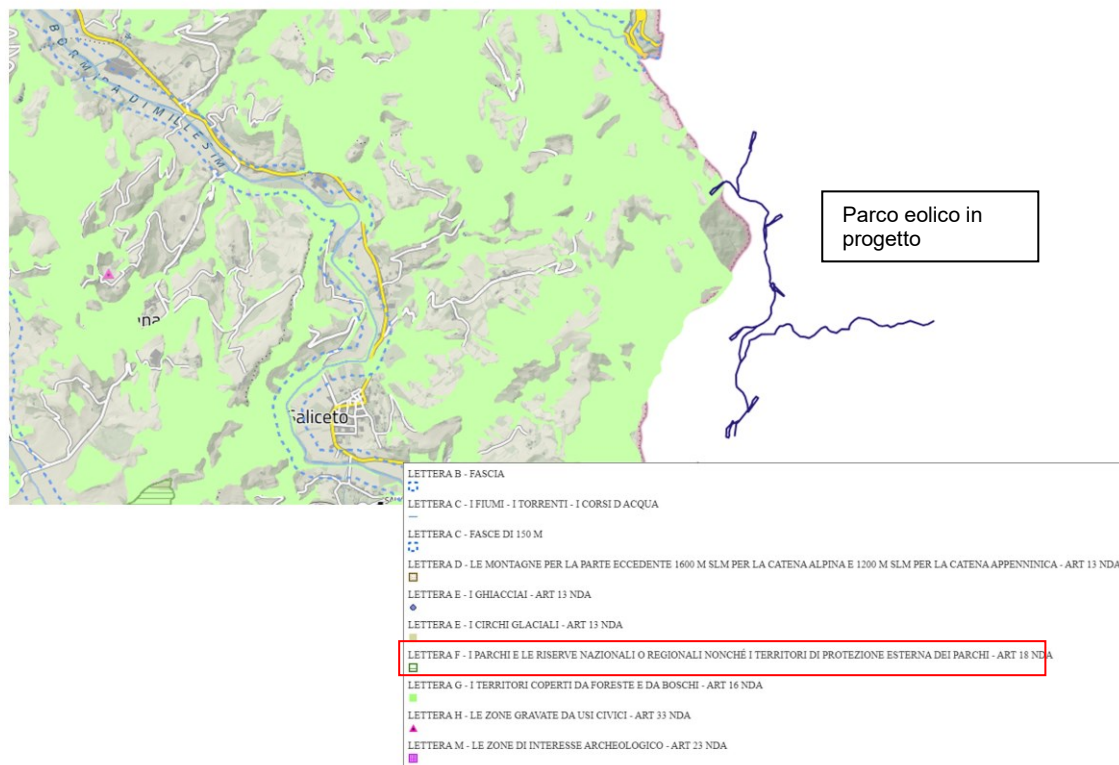 BORMIDA DI MILLESIM
Parco eolico in
progetto
na
Saliceto
LETTERA B - FASCIA
LETTERA C - I FIUMI - I TORRENTI - I CORSI D ACQUA
LETTERA C - FASCE DI 150 M
LETTERA D - LE MONTAGNE PER LA PARTE ECCEDENTE 1600 M SLM PER LA CATENA ALPINA E 1200 M SLM PER LA CATENA APPENNINICA - ART 13 NDA
LETTERA E - I GHIACCIAI - ART 13 NDA
LETTERA E - I CIRCHI GLACIALI - ART 13 NDA
LETTERA F - I PARCHI E LE RISERVE NAZIONALI O REGIONALI NONCHÉ I TERRITORI DI PROTEZIONE ESTERNA DEI PARCHI - ART 18 NDA
LETTERA G - I TERRITORI COPERTI DA FORESTE E DA BOSCHI - ART 16 NDA
LETTERA H - LE ZONE GRAVATE DA USI CIVICI - ART 33 NDA
LETTERA M - LE ZONE DI INTERESSE ARCHEOLOGICO - ART 23 NDA